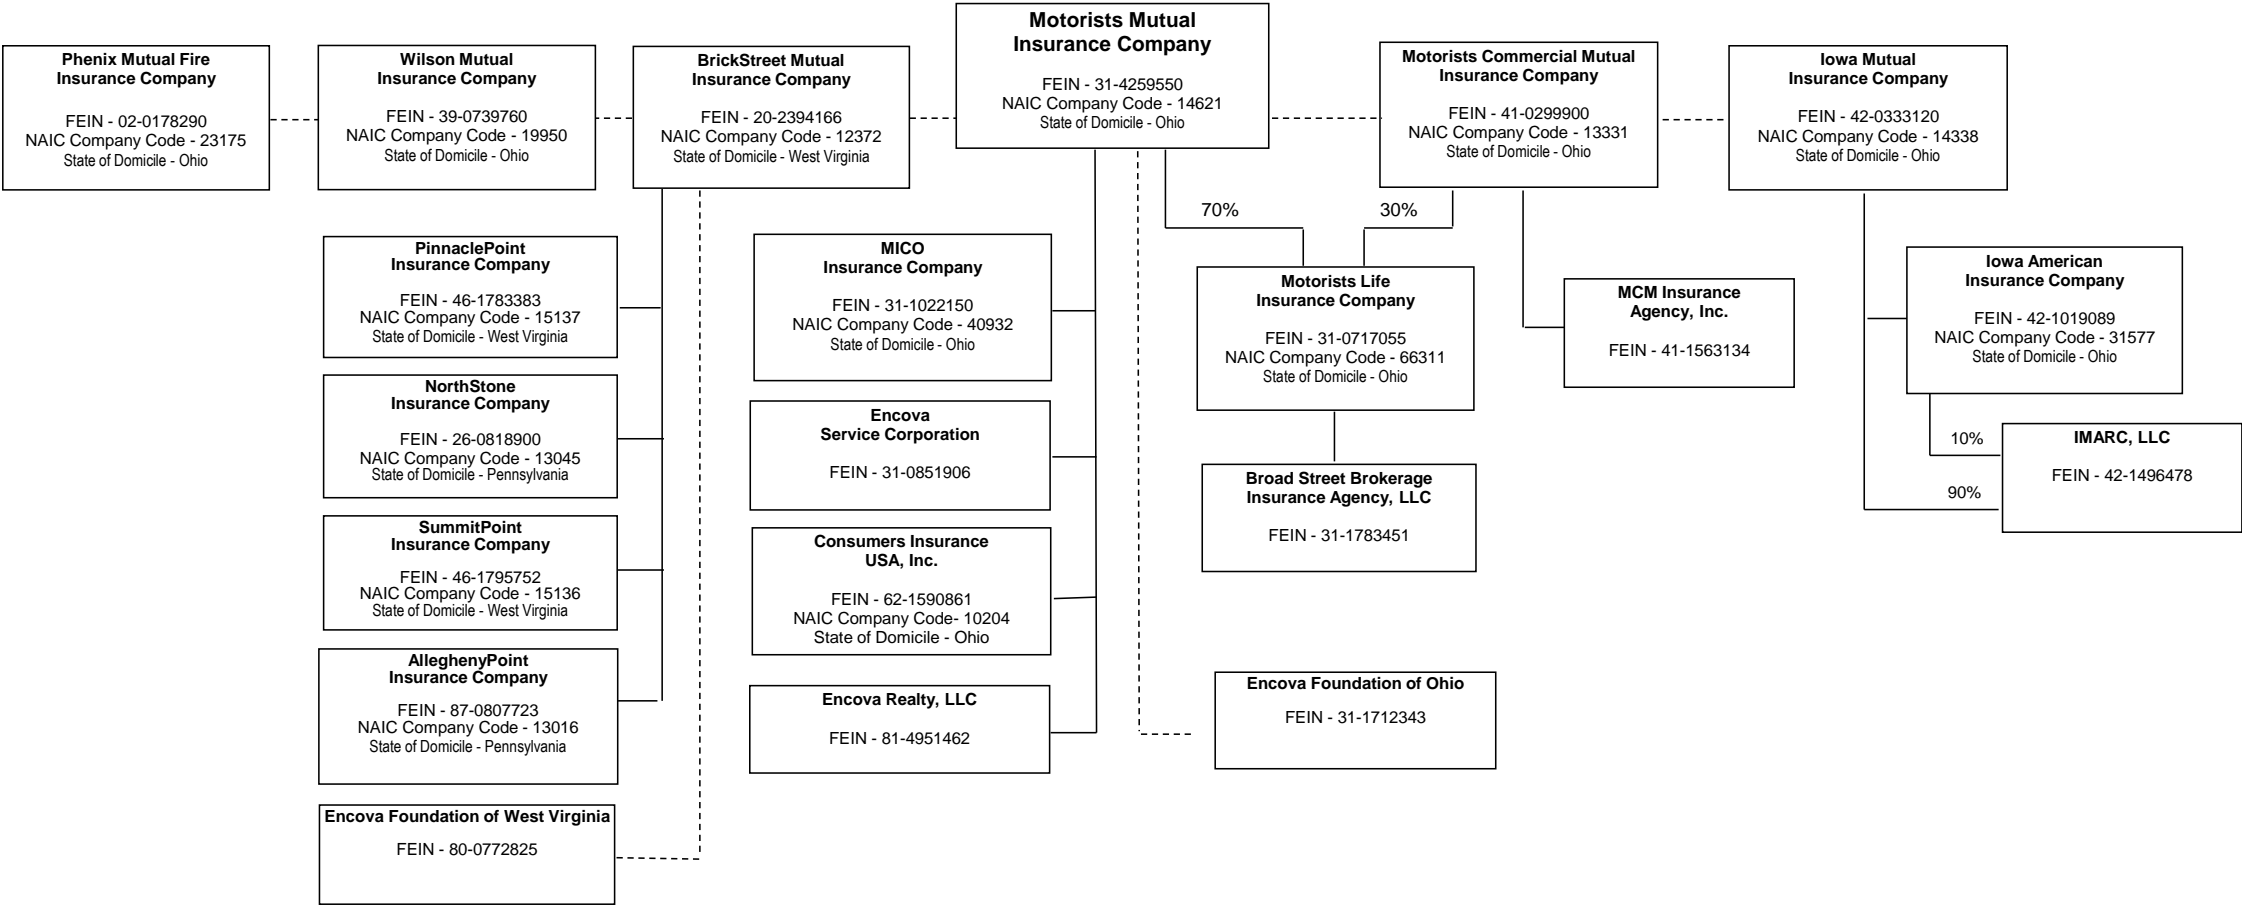 Phenix Mutual Fire
Insurance Company
FEIN - 02-0178290
NAIC Company Code - 23175
State of Domicile - Ohio
Wilson Mutual
Insurance Company
FEIN - 39-0739760
NAIC Company Code - 19950
State of Domicile - Ohio
BrickStreet Mutual
Insurance Company
FEIN - 20-2394166
NAIC Company Code - 12372
State of Domicile - West Virginia
Motorists Mutual
Insurance Company
FEIN - 31-4259550
NAIC Company Code - 14621
State of Domicile - Ohio
Motorists Commercial Mutual
Insurance Company
FEIN - 41-0299900
NAIC Company Code - 13331
State of Domicile - Ohio
Iowa Mutual
Insurance Company
FEIN - 42-0333120
NAIC Company Code - 14338
State of Domicile - Ohio
70%
30%
PinnaclePoint
Insurance Company
FEIN - 46-1783383
NAIC Company Code - 15137
State of Domicile - West Virginia
NorthStone
Insurance Company
FEIN - 26-0818900
NAIC Company Code - 13045
State of Domicile - Pennsylvania
SummitPoint
Insurance Company
FEIN - 46-1795752
NAIC Company Code - 15136
State of Domicile - West Virginia
AlleghenyPoint
Insurance Company
FEIN - 87-0807723
NAIC Company Code - 13016
State of Domicile - Pennsylvania
Encova Foundation of West Virginia
FEIN - 80-0772825
MICO
Insurance Company
FEIN - 31-1022150
NAIC Company Code - 40932
State of Domicile - Ohio
Encova
Service Corporation
FEIN - 31-0851906
Consumers Insurance
USA, Inc.
FEIN - 62-1590861
NAIC Company Code- 10204
State of Domicile - Ohio
Encova Realty, LLC
FEIN - 81-4951462
Motorists Life
Insurance Company
FEIN - 31-0717055
NAIC Company Code - 66311
State of Domicile - Ohio
Broad Street Brokerage
Insurance Agency, LLC
FEIN - 31-1783451
Encova Foundation of Ohio
FEIN - 31-1712343
MCM Insurance
Agency, Inc.
FEIN - 41-1563134
Iowa American
Insurance Company
FEIN - 42-1019089
NAIC Company Code - 31577
State of Domicile - Ohio
10%
90%
IMARC, LLC
FEIN - 42-1496478